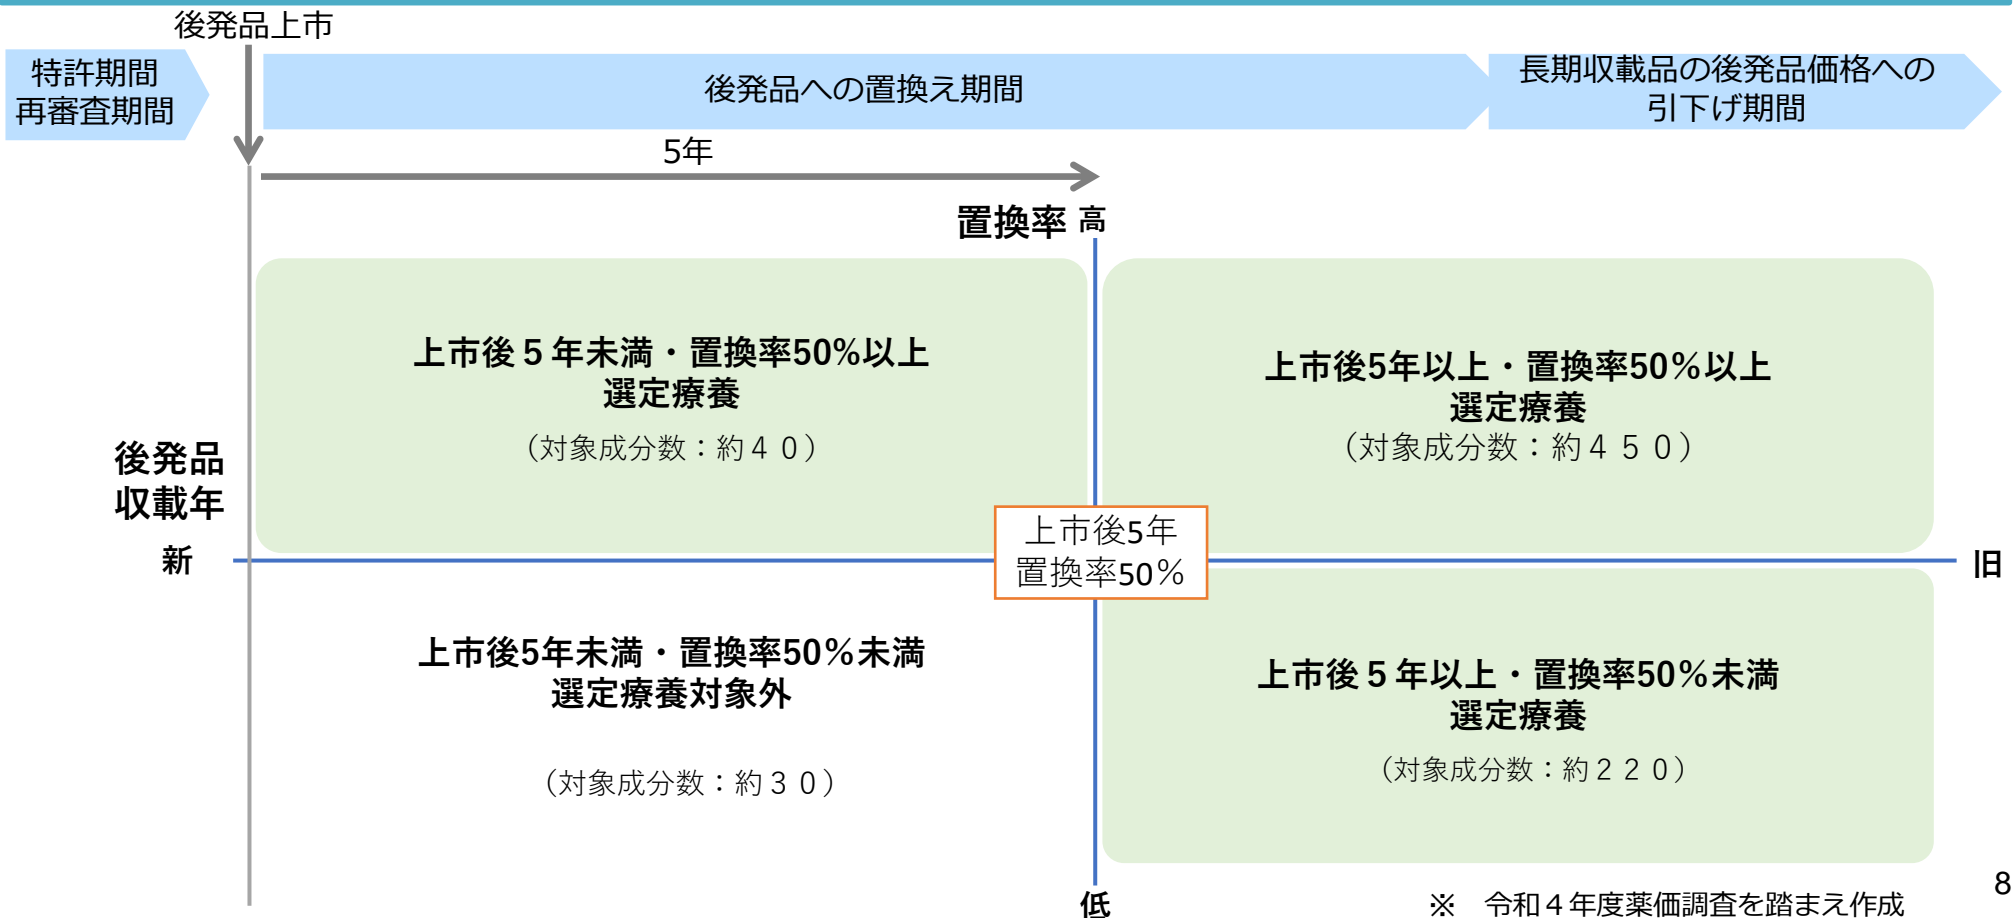 後発品上市
特許期間
再審査期間
後発品への置換え期間
長期収載品の後発品価格への
引下げ期間
5年
置換率 高
上市後５年未満・置換率50%以上
選定療養
（対象成分数：約４０）
上市後5年以上・置換率50％以上
選定療養
（対象成分数：約４５０）
後発品
収載年
新
上市後5年
置換率50％
旧
上市後5年未満・置換率50％未満
選定療養対象外
（対象成分数：約３０）
上市後５年以上・置換率50％未満
選定療養
（対象成分数：約２２０）
低
※　令和４年度薬価調査を踏まえ作成
8